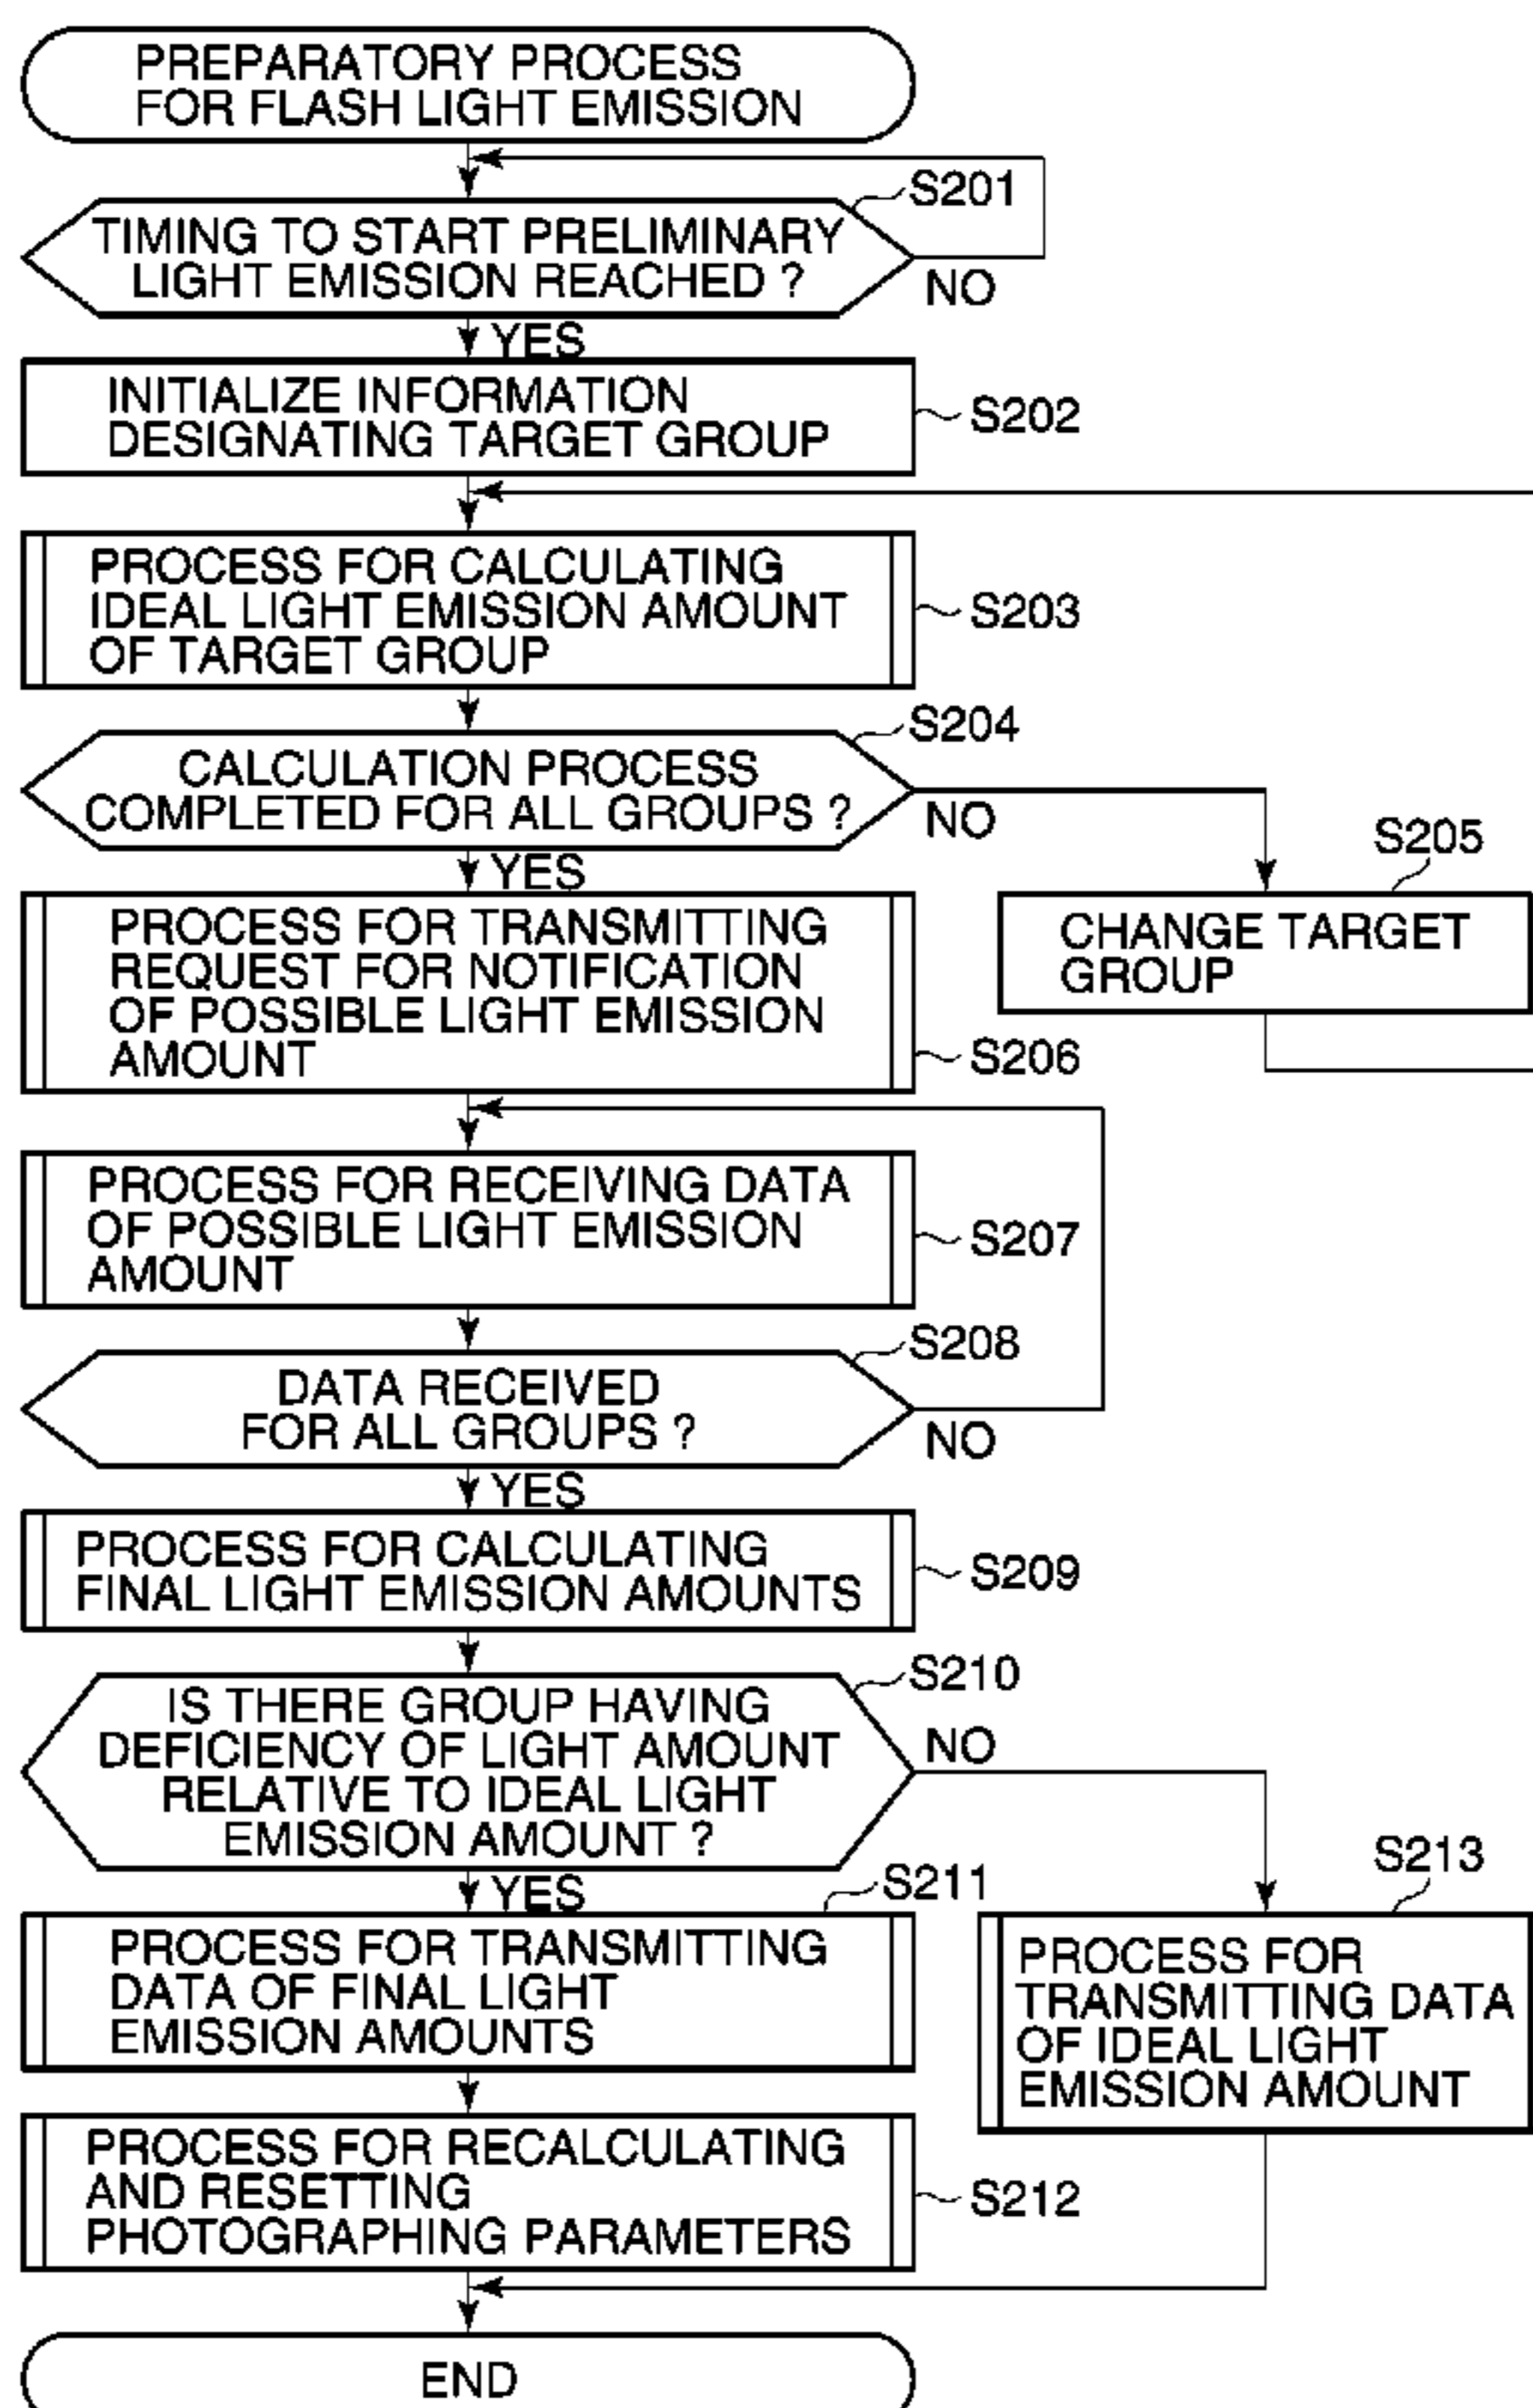 PREPARATORY PROCESS
FOR FLASH LIGHT EMISSION
S201
TIMING TO START PRELIMINARY
LIGHT EMISSION REACHED ?
NO
YES
INITIALIZE INFORMATION
DESIGNATING TARGET GROUP
S202
PROCESS FOR CALCULATING
IDEAL LIGHT EMISSION AMOUNT
OF TARGET GROUP
S203
S204
CALCULATION PROCESS
COMPLETED FOR ALL GROUPS ?
NO
YES
S205
CHANGE TARGET
GROUP
PROCESS FOR TRANSMITTING
REQUEST FOR NOTIFICATION
OF POSSIBLE LIGHT EMISSION
AMOUNT
S206
PROCESS FOR RECEIVING DATA
OF POSSIBLE LIGHT EMISSION
AMOUNT
S207
S208
DATA RECEIVED
FOR ALL GROUPS ?
NO
YES
PROCESS FOR CALCULATING
FINAL LIGHT EMISSION AMOUNTS
S209
S210
IS THERE GROUP HAVING
DEFICIENCY OF LIGHT AMOUNT
RELATIVE TO IDEAL LIGHT
EMISSION AMOUNT ?
NO
YES
S211
PROCESS FOR TRANSMITTING
DATA OF FINAL LIGHT
EMISSION AMOUNTS
S213
PROCESS FOR
TRANSMITTING DATA
OF IDEAL LIGHT
EMISSION AMOUNT
PROCESS FOR RECALCULATING
AND RESETTING
PHOTOGRAPHING PARAMETERS
S212
END